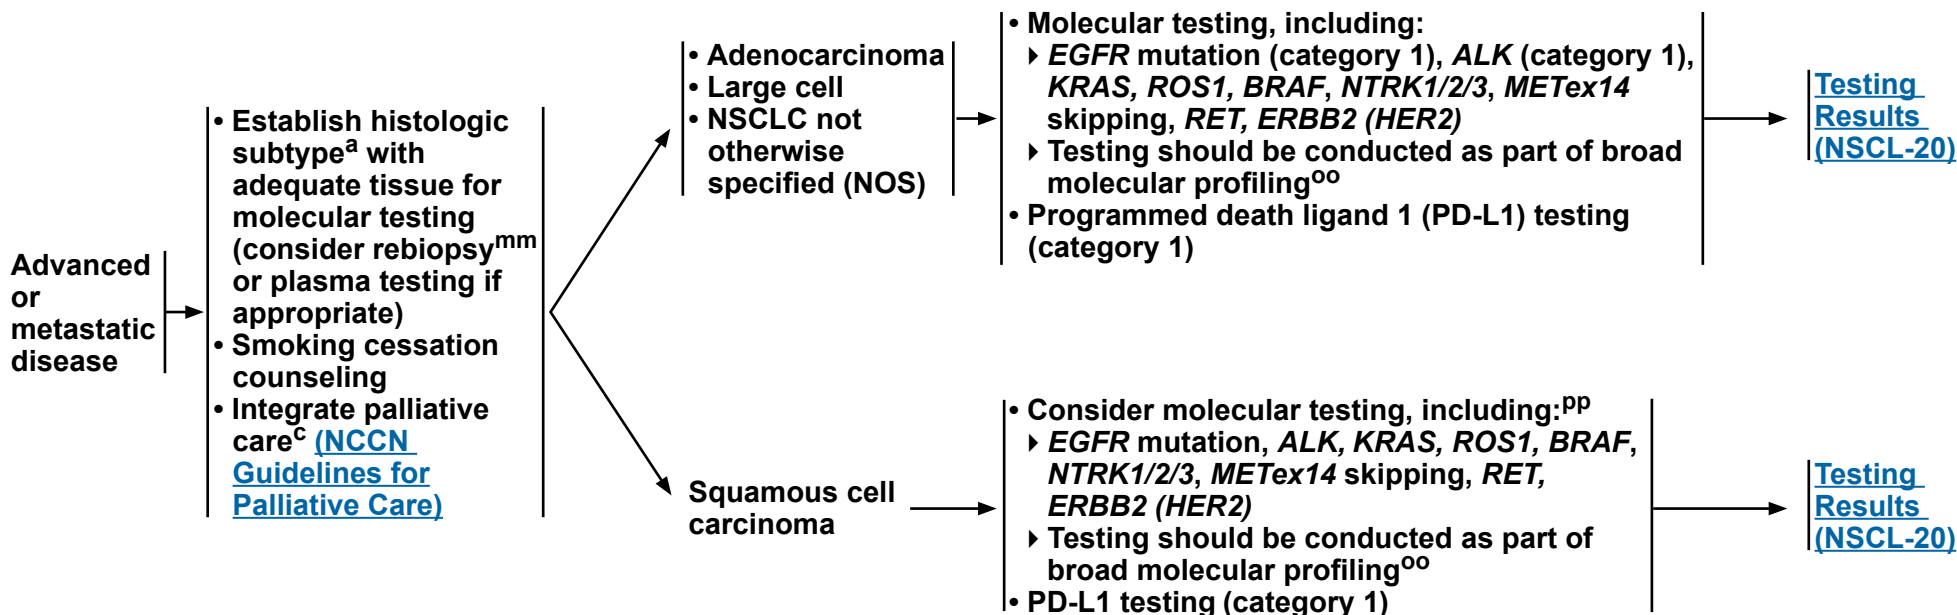 Advanced
or
metastatic
disease
• Establish histologic
subtypeᵃ with
adequate tissue for
molecular testing
(consider rebiopsyᵐᵐ
or plasma testing if
appropriate)
• Smoking cessation
counseling
• Integrate palliative
careᶜ (NCCN
Guidelines for
Palliative Care)
• Adenocarcinoma
• Large cell
• NSCLC not
otherwise
specified (NOS)
• Molecular testing, including:
▸ EGFR mutation (category 1), ALK (category 1),
KRAS, ROS1, BRAF, NTRK1/2/3, METex14
skipping, RET, ERBB2 (HER2)
▸ Testing should be conducted as part of broad
molecular profilingᵒᵒ
• Programmed death ligand 1 (PD-L1) testing
(category 1)
Testing
Results
(NSCL-20)
Squamous cell
carcinoma
• Consider molecular testing, including:ᵖᵖ
▸ EGFR mutation, ALK, KRAS, ROS1, BRAF,
NTRK1/2/3, METex14 skipping, RET,
ERBB2 (HER2)
▸ Testing should be conducted as part of
broad molecular profilingᵒᵒ
• PD-L1 testing (category 1)
Testing
Results
(NSCL-20)